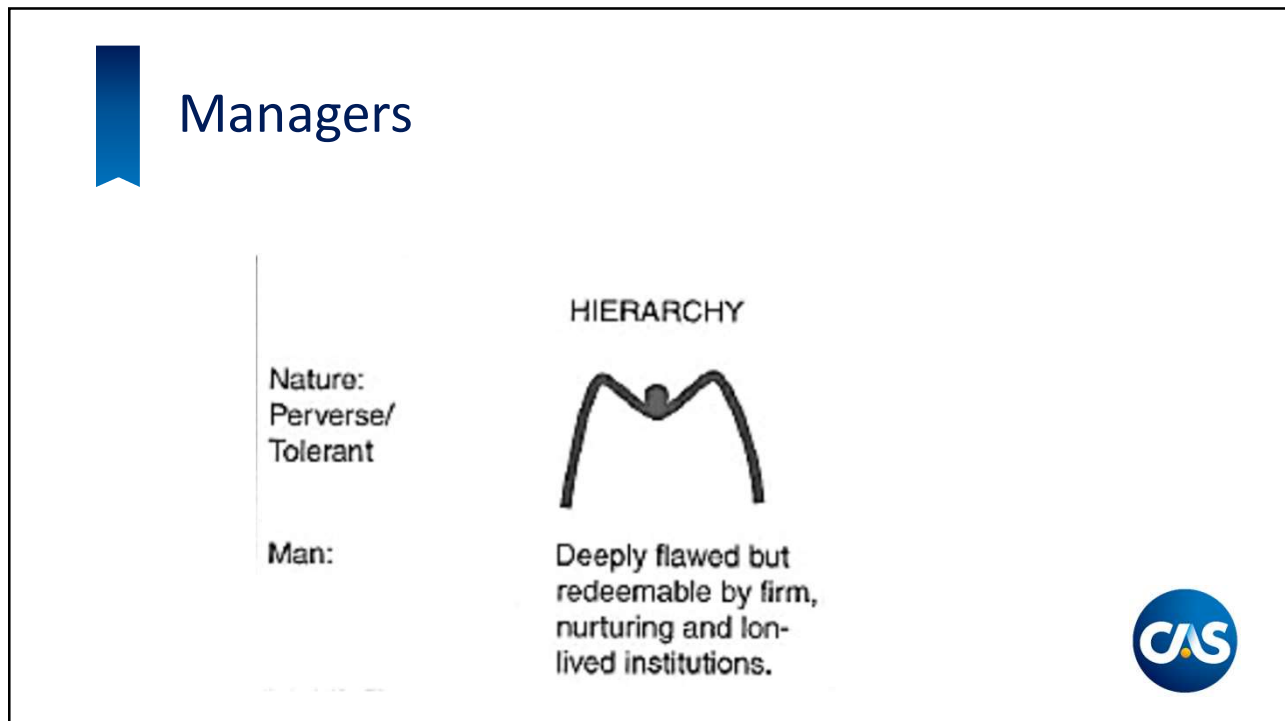 Managers
HIERARCHY
Nature:
Perverse/
Tolerant
Man:
Deeply flawed but
redeemable by firm,
nurturing and lon-
lived institutions.
CAS